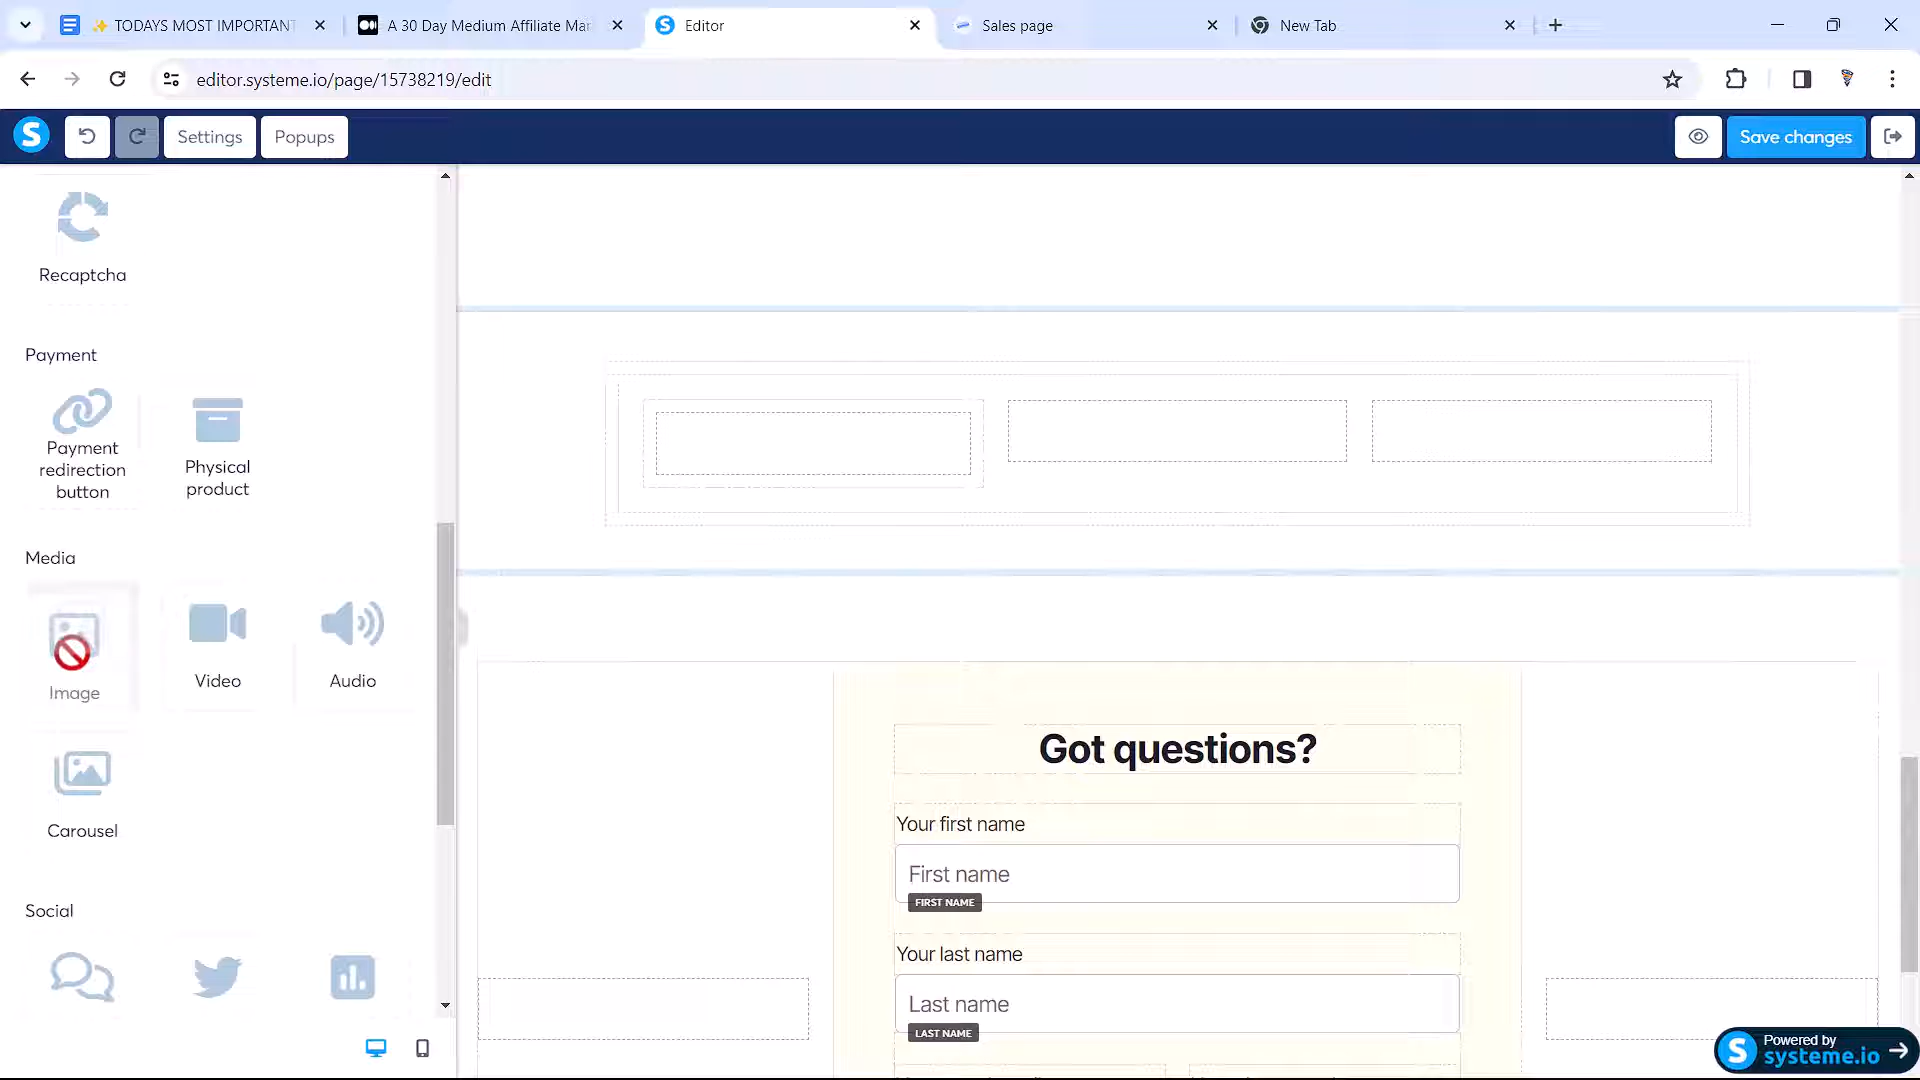 ✨ TODAYS MOST IMPORTANT
A 30 Day Medium Affiliate Mar
Editor
Sales page
New Tab
editor.systeme.io/page/15738219/edit
Settings
Popups
Save changes
Recaptcha
Payment
Payment
redirection
button
Physical
product
Media
Image
Video
Audio
Carousel
Social
Got questions?
Your first name
First name
FIRST NAME
Your last name
Last name
LAST NAME
Powered by
systeme.io